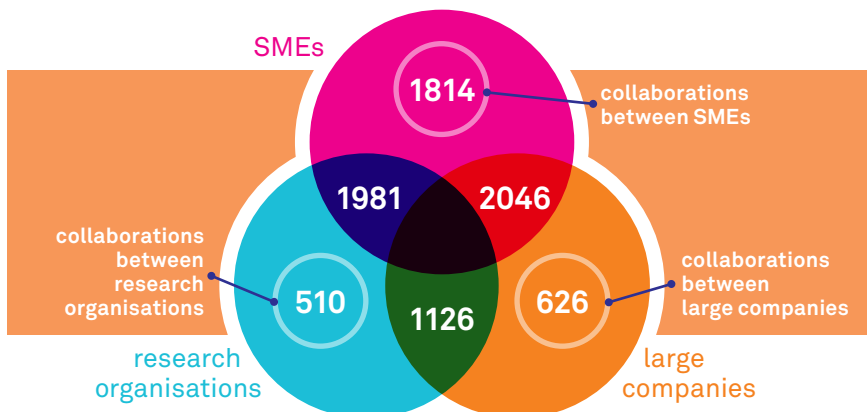 SMEs
1814
collaborations
between SMEs
1981
2046
collaborations
between
research
organisations
510
1126
626
collaborations
between
large companies
research
organisations
large
companies